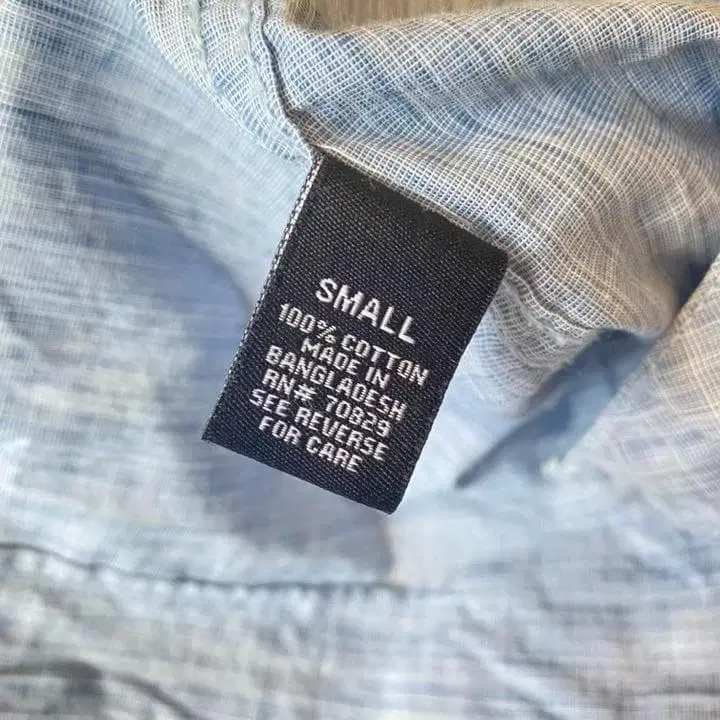 SMALL
100% COTTON
MADE IN
BANGLADESH
RN# 70829
SEE REVERSE
FOR CARE